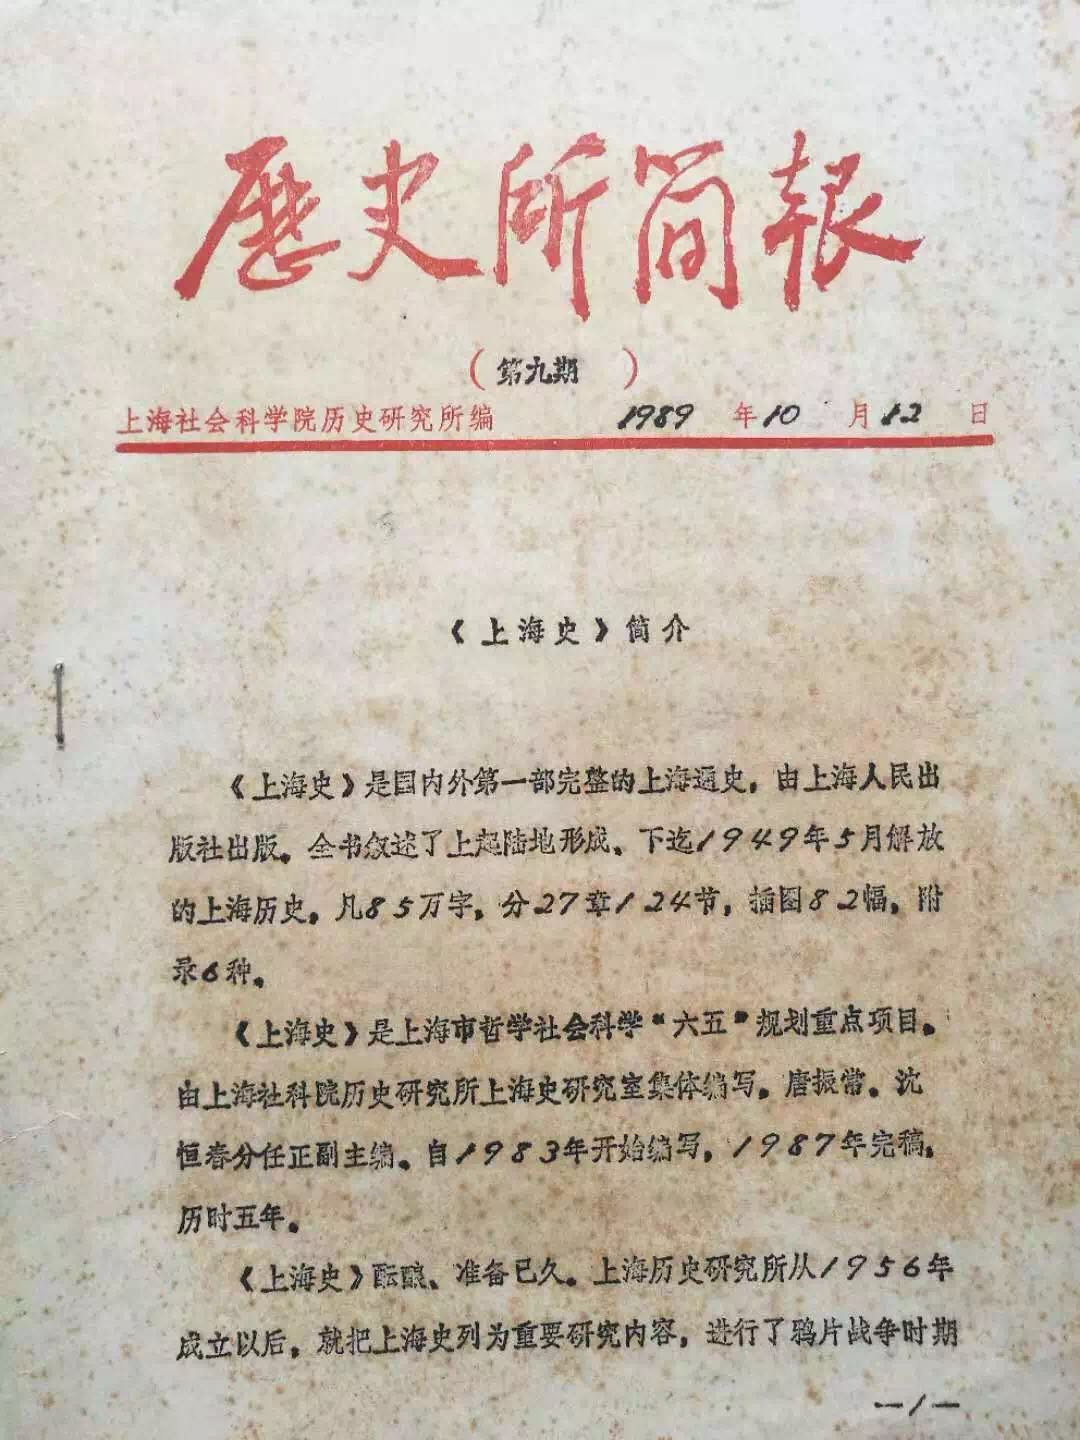 歷史所简报
（第九期）
上海社会科学院历史研究所编 1989年10月12日
《上海史》简介
《上海史》是国内外第一部完整的上海通史，由上海人民出
版社出版。全书叙述了上起陆地形成、下迄1949年5月解放
的上海历史，凡85万字，分27章124节，插图82幅，附
录6种。
《上海史》是上海市哲学社会科学“六五”规划重点项目。
由上海社科院历史研究所上海史研究室集体编写。唐振常、沈
恒春分任正副主编。自1983年开始编写，1987年完稿，
历时五年。
《上海史》酝酿、准备已久。上海历史研究所从1956年
成立以后，就把上海史列为重要研究内容，进行了鸦片战争时期
—1—